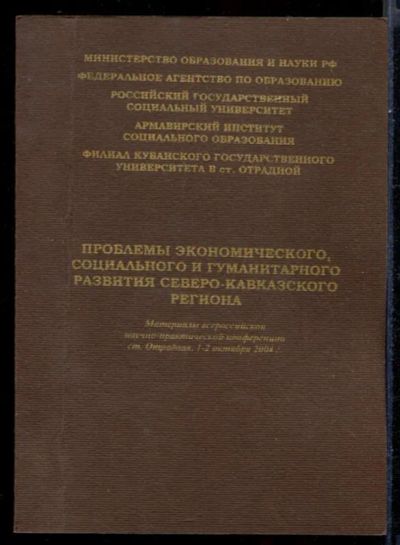 МИНИСТЕРСТВО ОБРАЗОВАНИЯ И НАУКИ РФ
ФЕДЕРАЛЬНОЕ АГЕНТСТВО ПО ОБРАЗОВАНИЮ
РОССИЙСКИЙ ГОСУДАРСТВЕННЫЙ
СОЦИАЛЬНЫЙ УНИВЕРСИТЕТ
АРМАВИРСКИЙ ИНСТИТУТ
СОЦИАЛЬНОГО ОБРАЗОВАНИЯ
ФИЛИАЛ КУБАНСКОГО ГОСУДАРСТВЕННОГО
УНИВЕРСИТЕТА В ст. ОТРАДНОЙ
ПРОБЛЕМЫ ЭКОНОМИЧЕСКОГО,
СОЦИАЛЬНОГО И ГУМАНИТАРНОГО
РАЗВИТИЯ СЕВЕРО-КАВКАЗСКОГО
РЕГИОНА
Материалы всероссийской
научно-практической конференции
ст. Отрадная, 1-2 октября 2004 г.